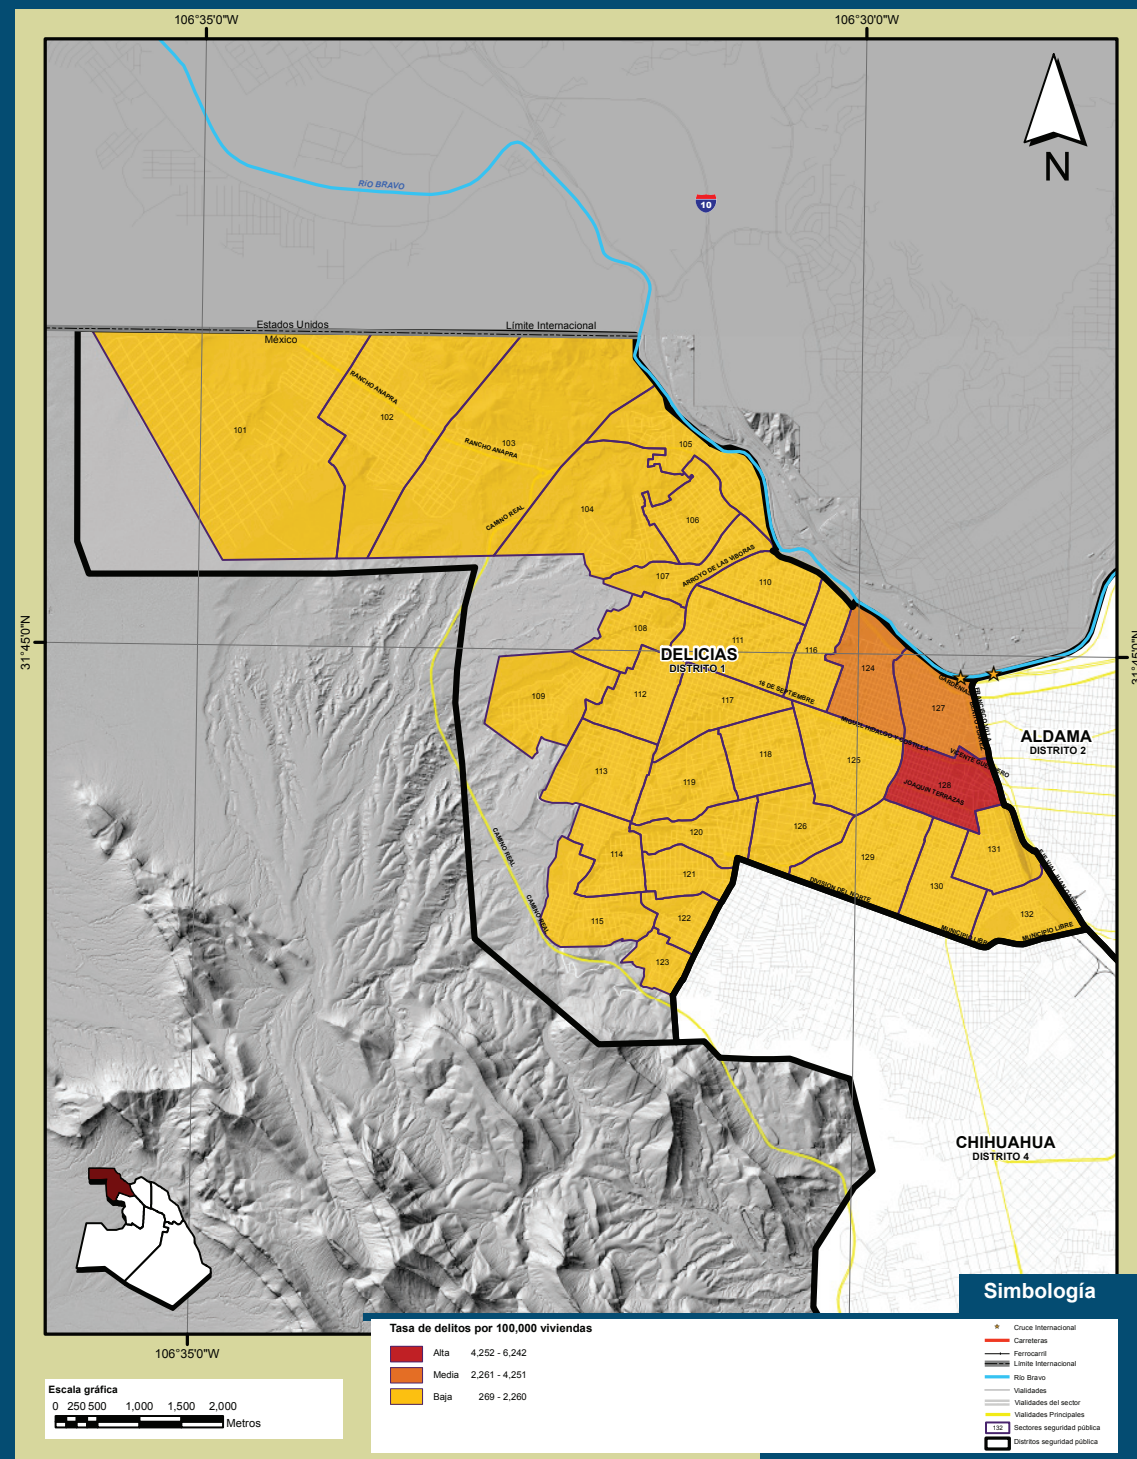 106°35'0"W
106°30'0"W
N
RÍO BRAVO
10
Estados Unidos
Límite Internacional
México
RANCHO ANAPRA
101
102
103
RANCHO ANAPRA
105
104
CAMINO REAL
106
107
ARROYO DE LAS VIBORAS
110
31°45'0"N
31°45'0"N
108
111
116
DELICIAS
DISTRITO 1
124
109
112
16 DE SEPTIEMBRE
117
127
GARDENIAS
MIGUEL HIDALGO Y COSTILLA
ALDAMA
DISTRITO 2
VICENTE GUERRERO
118
125
113
119
128
JOAQUIN TERRAZAS
120
126
CAMINO REAL
114
129
131
121
130
DIVISION DEL NORTE
CAMINO REAL
115
122
132
MUNICIPIO LIBRE
MUNICIPIO LIBRE
123
CHIHUAHUA
DISTRITO 4
106°35'0"W
Simbología
Tasa de delitos por 100,000 viviendas
Alta 4,252 - 6,242
Media 2,261 - 4,251
Baja 269 - 2,260
Cruce Internacional
Carreteras
Ferrocarril
Límite Internacional
Río Bravo
Vialidades
Vialidades del sector
Vialidades Principales
132 Sectores seguridad pública
Distritos seguridad pública
Escala gráfica
0 250 500 1,000 1,500 2,000
Metros